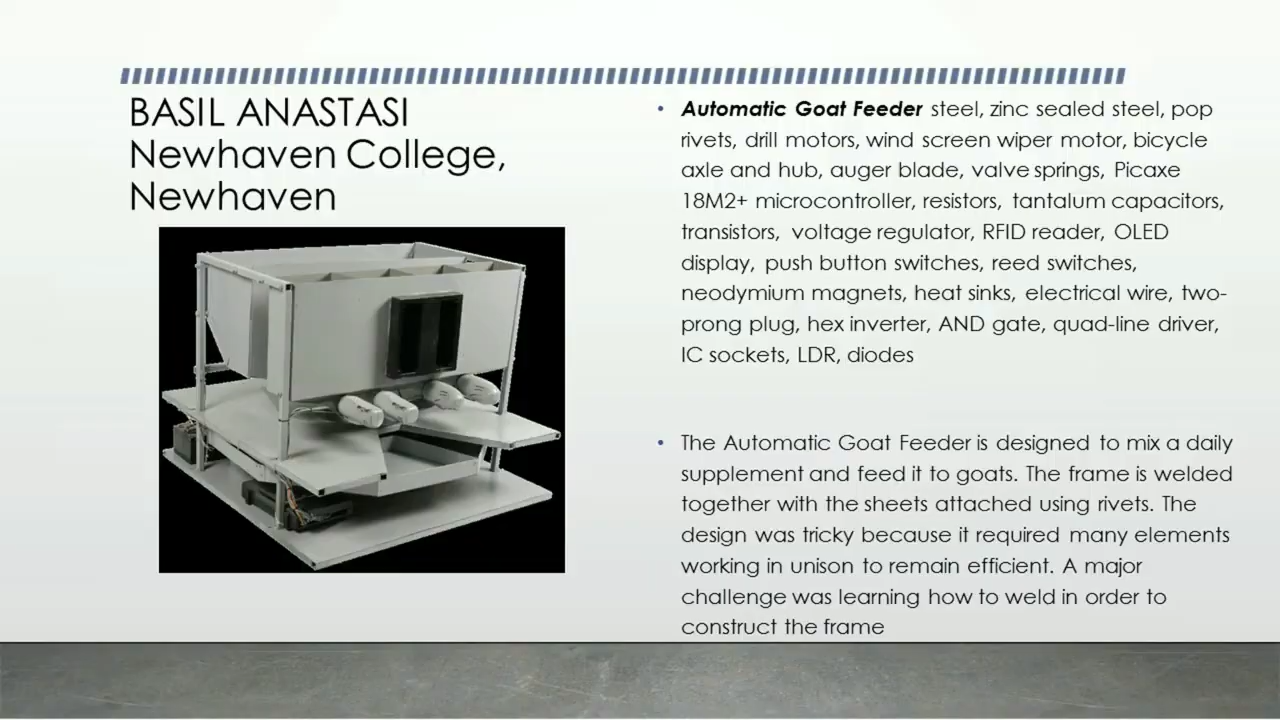 BASIL ANASTASI
Newhaven College,
Newhaven
Automatic Goat Feeder steel, zinc sealed steel, pop
rivets, drill motors, wind screen wiper motor, bicycle
axle and hub, auger blade, valve springs, Picaxe
18M2+ microcontroller, resistors, tantalum capacitors,
transistors, voltage regulator, RFID reader, OLED
display, push button switches, reed switches,
neodymium magnets, heat sinks, electrical wire, two-
prong plug, hex inverter, AND gate, quad-line driver,
IC sockets, LDR, diodes
The Automatic Goat Feeder is designed to mix a daily
supplement and feed it to goats. The frame is welded
together with the sheets attached using rivets. The
design was tricky because it required many elements
working in unison to remain efficient. A major
challenge was learning how to weld in order to
construct the frame